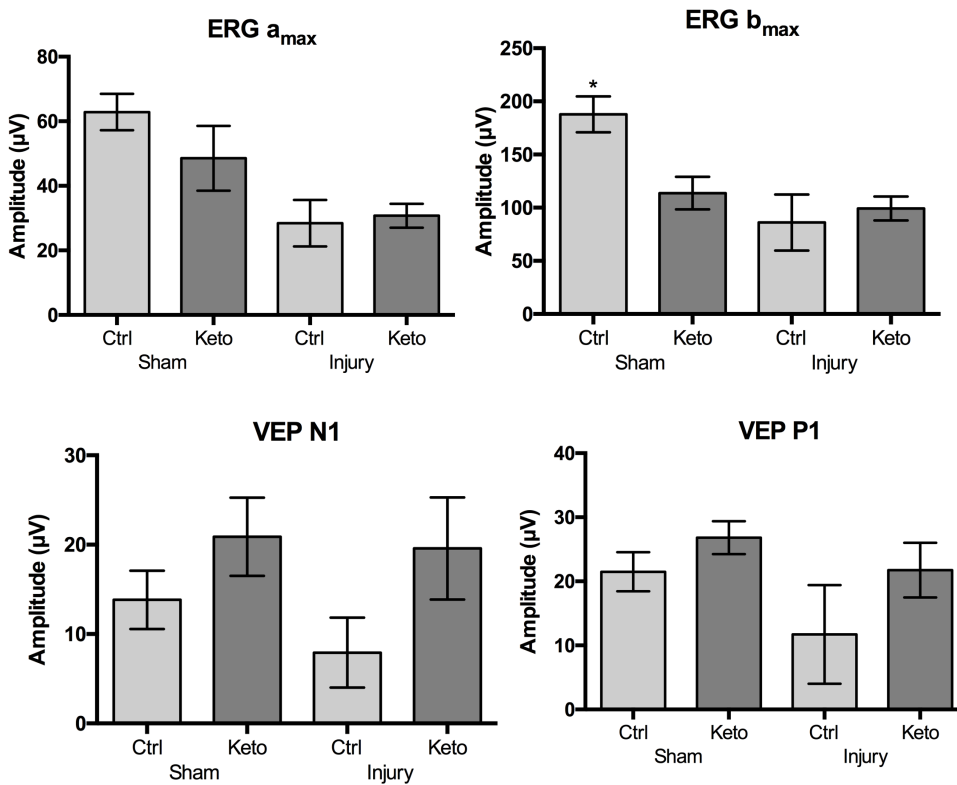 ERG amax
Amplitude (µV)
80
60
40
20
0
Ctrl Keto Ctrl Keto
Sham Injury
ERG bmax
Amplitude (µV)
250
200
150
100
50
0
*
Ctrl Keto Ctrl Keto
Sham Injury
VEP N1
Amplitude (µV)
30
20
10
0
Ctrl Keto Ctrl Keto
Sham Injury
VEP P1
Amplitude (µV)
40
30
20
10
0
Ctrl Keto Ctrl Keto
Sham Injury